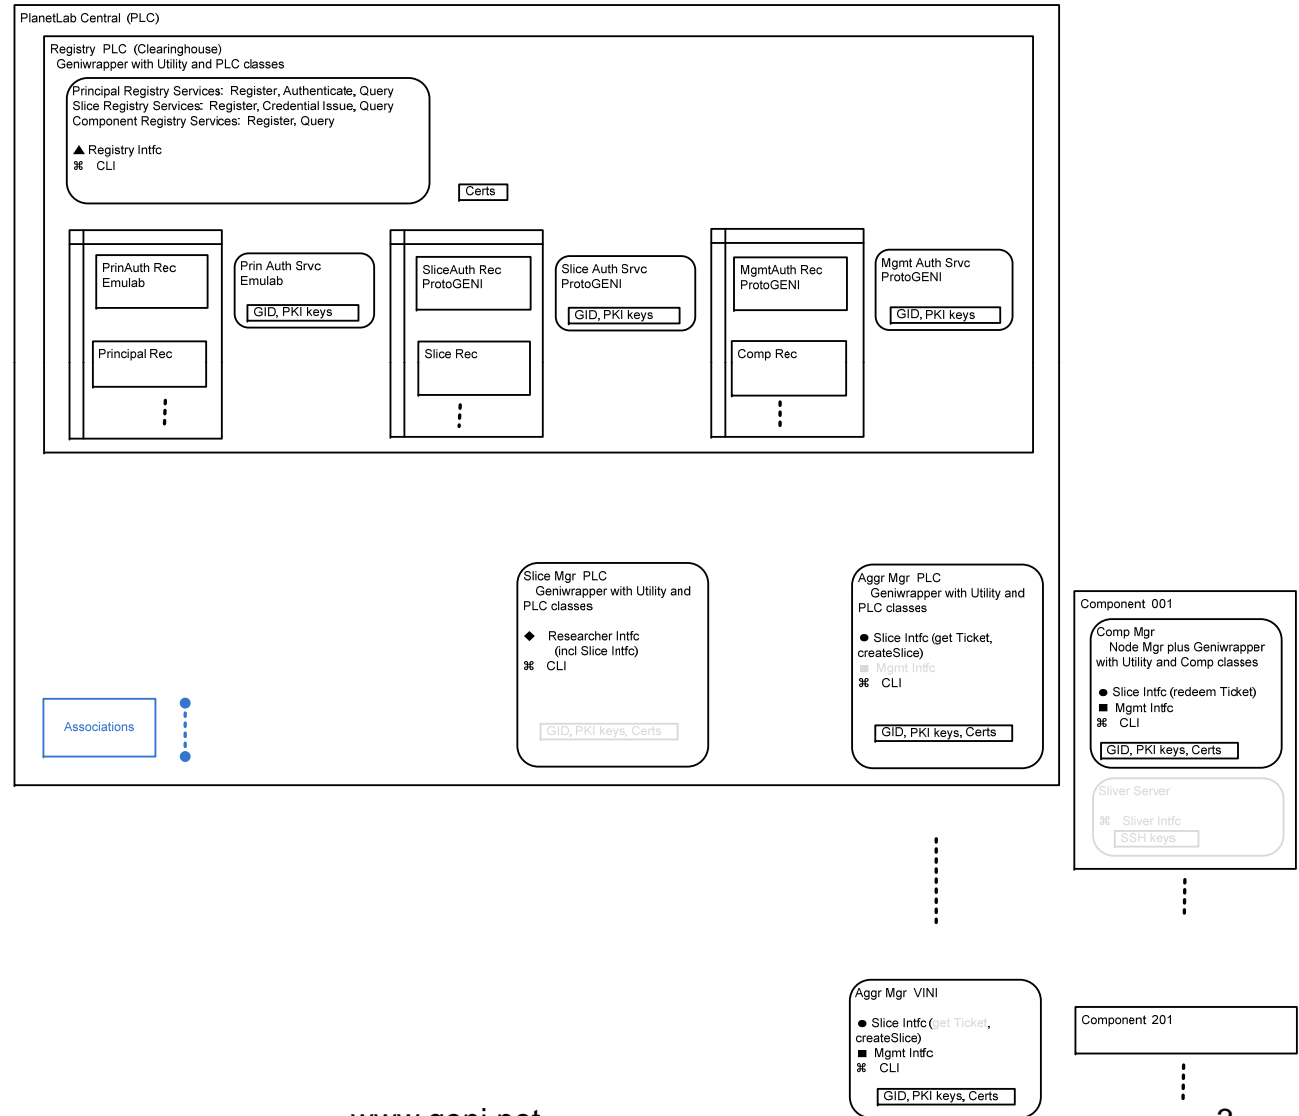 PlanetLab Central (PLC)
Registry PLC (Clearinghouse)
Geniwrapper with Utility and PLC classes
Principal Registry Services: Register, Authenticate, Query
Slice Registry Services: Register, Credential Issue, Query
Component Registry Services: Register, Query
▲ Registry Intfc
⌘ CLI
Certs
PrinAuth Rec
Emulab
Principal Rec
Prin Auth Srvc
Emulab
GID, PKI keys
SliceAuth Rec
ProtoGENI
Slice Rec
Slice Auth Srvc
ProtoGENI
GID, PKI keys
MgmtAuth Rec
ProtoGENI
Comp Rec
Mgmt Auth Srvc
ProtoGENI
GID, PKI keys
Slice Mgr PLC
Geniwrapper with Utility and
PLC classes
◆ Researcher Intfc
(incl Slice Intfc)
⌘ CLI
GID, PKI keys, Certs
Aggr Mgr PLC
Geniwrapper with Utility and
PLC classes
● Slice Intfc (get Ticket,
createSlice)
■ Mgmt Intfc
⌘ CLI
GID, PKI keys, Certs
Component 001
Comp Mgr
Node Mgr plus Geniwrapper
with Utility and Comp classes
● Slice Intfc (redeem Ticket)
■ Mgmt Intfc
⌘ CLI
GID, PKI keys, Certs
Sliver Server
⌘ Sliver Intfc
SSH keys
Associations
Aggr Mgr VINI
● Slice Intfc (get Ticket,
createSlice)
■ Mgmt Intfc
⌘ CLI
GID, PKI keys, Certs
Component 201
www.geni.net